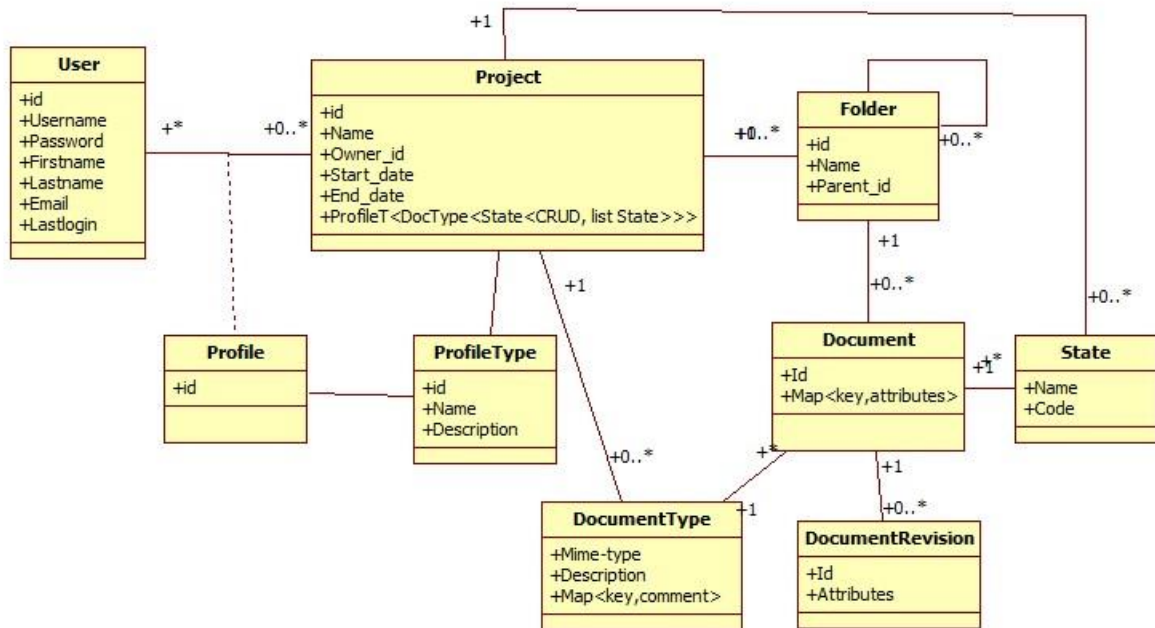 +1
User
+id
+Username
+Password
+Firstname
+Lastname
+Email
+Lastlogin
+*
+0..*
Project
+id
+Name
+Owner_id
+Start_date
+End_date
+ProfileT<DocType<State<CRUD, list State>>>
+0..*
Folder
+id
+Name
+Parent_id
+0..*
+1
+0..*
+1
+0..*
Profile
+id
ProfileType
+id
+Name
+Description
Document
+Id
+Map<key,attributes>
+*
+1
State
+Name
+Code
+0..*
+*
+1
+1
+0..*
DocumentType
+Mime-type
+Description
+Map<key,comment>
DocumentRevision
+Id
+Attributes